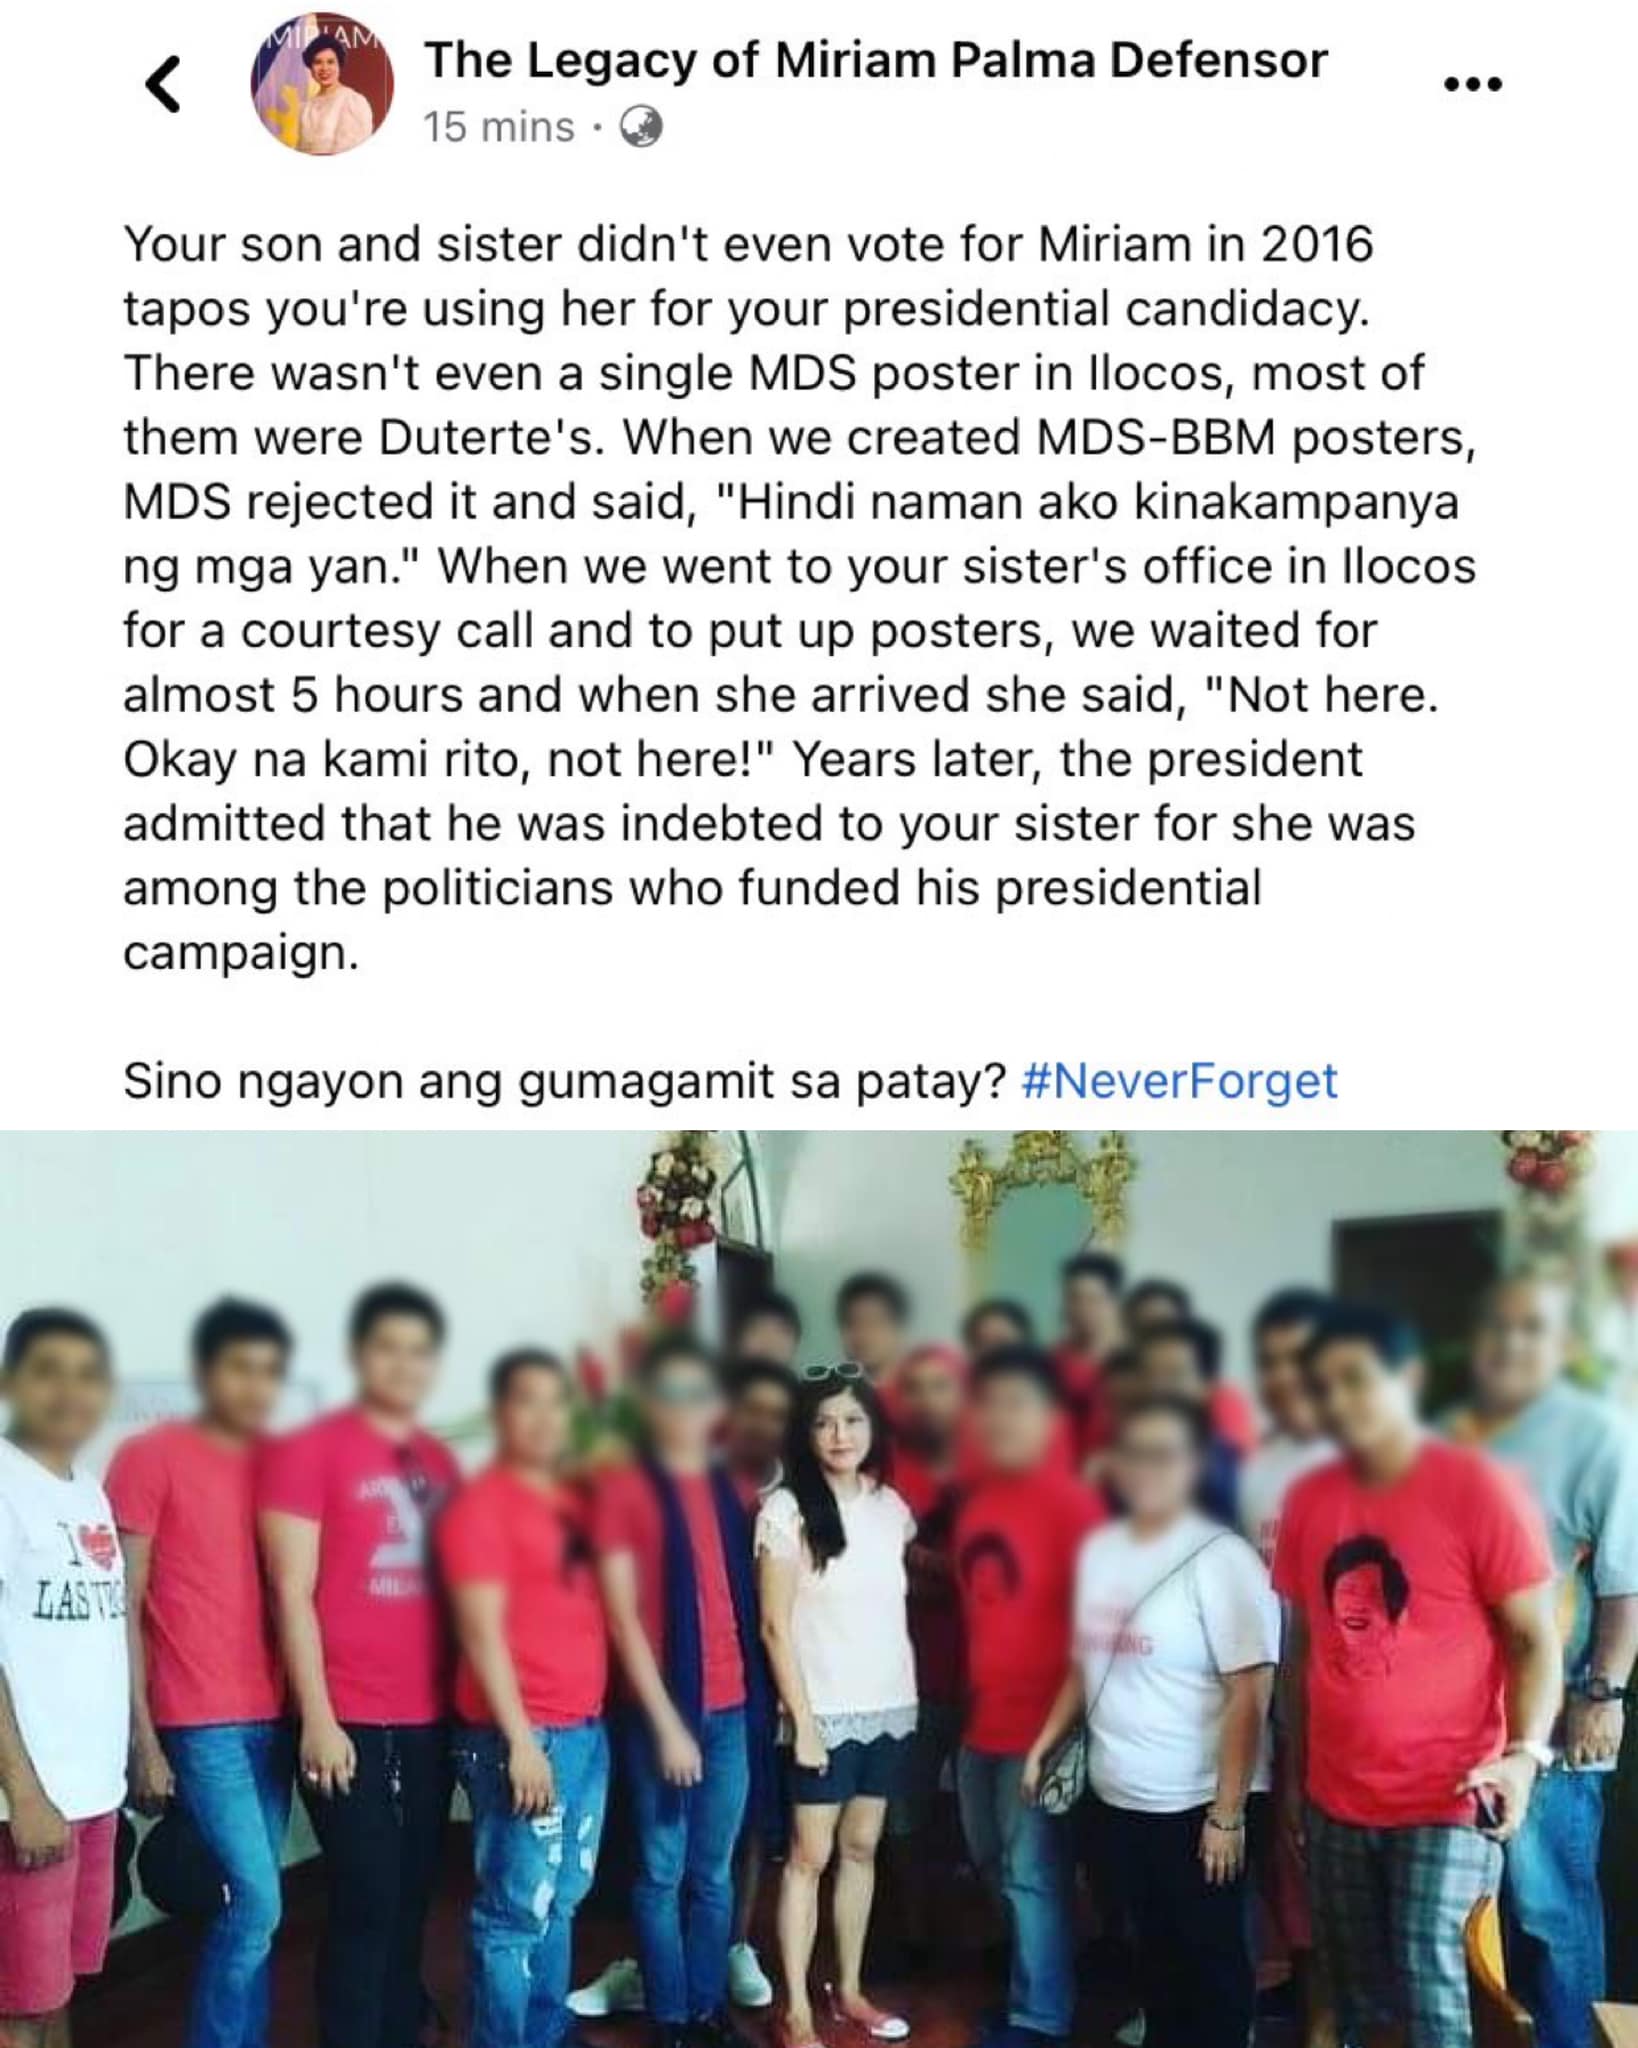 MIRIAM
The Legacy of Miriam Palma Defensor
15 mins ·
Your son and sister didn't even vote for Miriam in 2016
tapos you're using her for your presidential candidacy.
There wasn't even a single MDS poster in Ilocos, most of
them were Duterte's. When we created MDS-BBM posters,
MDS rejected it and said, "Hindi naman ako kinakampanya
ng mga yan." When we went to your sister's office in Ilocos
for a courtesy call and to put up posters, we waited for
almost 5 hours and when she arrived she said, "Not here.
Okay na kami rito, not here!" Years later, the president
admitted that he was indebted to your sister for she was
among the politicians who funded his presidential
campaign.
Sino ngayon ang gumagamit sa patay? #NeverForget
I